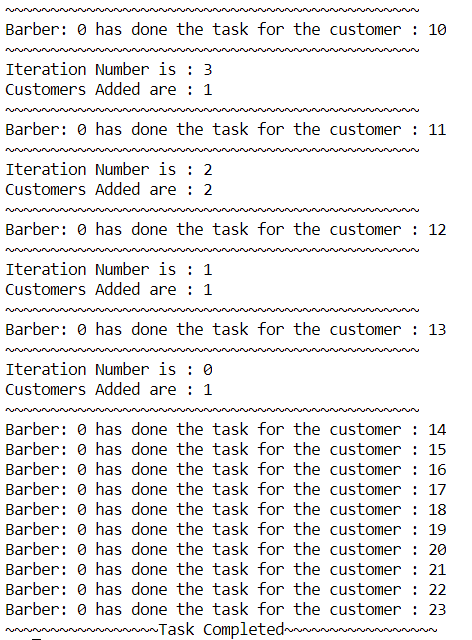 ~~~~~~~~~~~~~~~~~~~~~~~~~~~~~~~~~~~~~~~~~~~~~~
Barber: 0 has done the task for the customer : 10
~~~~~~~~~~~~~~~~~~~~~~~~~~~~~~~~~~~~~~~~~~~~~~
Iteration Number is : 3
Customers Added are : 1
~~~~~~~~~~~~~~~~~~~~~~~~~~~~~~~~~~~~~~~~~~~~~~
Barber: 0 has done the task for the customer : 11
~~~~~~~~~~~~~~~~~~~~~~~~~~~~~~~~~~~~~~~~~~~~~~
Iteration Number is : 2
Customers Added are : 2
~~~~~~~~~~~~~~~~~~~~~~~~~~~~~~~~~~~~~~~~~~~~~~
Barber: 0 has done the task for the customer : 12
~~~~~~~~~~~~~~~~~~~~~~~~~~~~~~~~~~~~~~~~~~~~~~
Iteration Number is : 1
Customers Added are : 1
~~~~~~~~~~~~~~~~~~~~~~~~~~~~~~~~~~~~~~~~~~~~~~
Barber: 0 has done the task for the customer : 13
~~~~~~~~~~~~~~~~~~~~~~~~~~~~~~~~~~~~~~~~~~~~~~
Iteration Number is : 0
Customers Added are : 1
~~~~~~~~~~~~~~~~~~~~~~~~~~~~~~~~~~~~~~~~~~~~~~
Barber: 0 has done the task for the customer : 14
Barber: 0 has done the task for the customer : 15
Barber: 0 has done the task for the customer : 16
Barber: 0 has done the task for the customer : 17
Barber: 0 has done the task for the customer : 18
Barber: 0 has done the task for the customer : 19
Barber: 0 has done the task for the customer : 20
Barber: 0 has done the task for the customer : 21
Barber: 0 has done the task for the customer : 22
Barber: 0 has done the task for the customer : 23
~~~~~~~~~~~~~~~~~Task Completed~~~~~~~~~~~~~~~~~